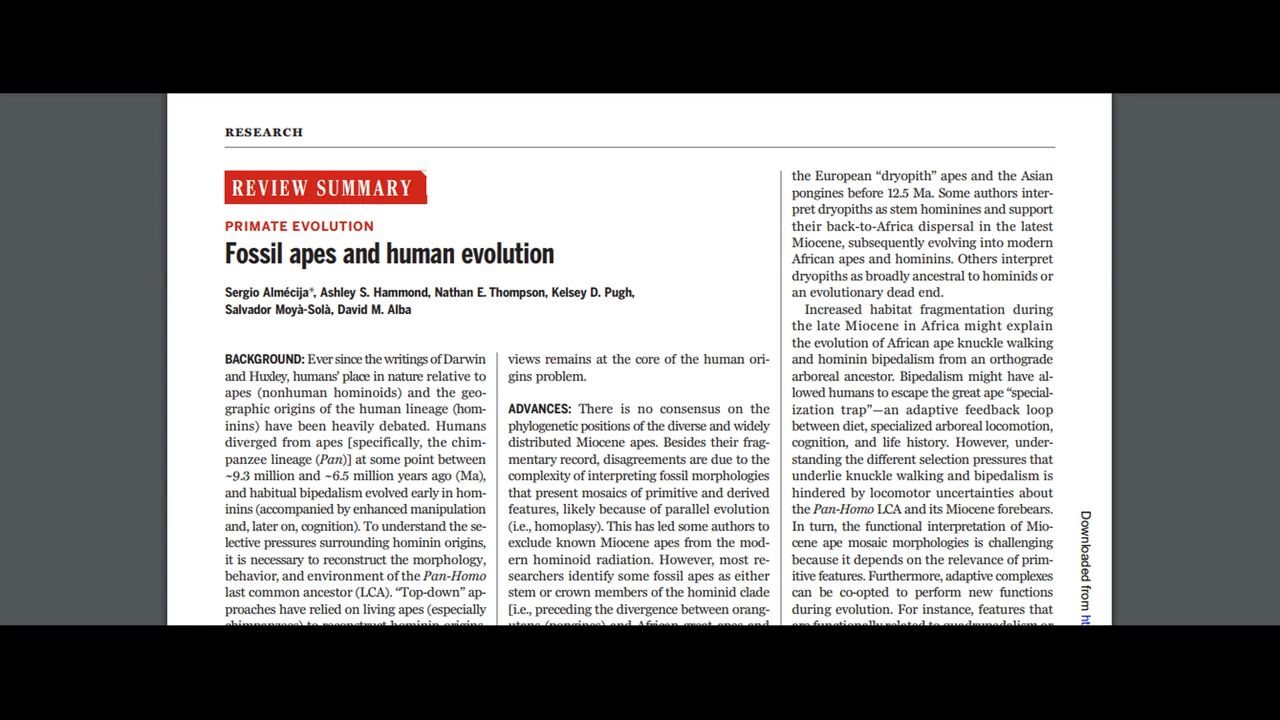 RESEARCH
REVIEW SUMMARY
PRIMATE EVOLUTION
Fossil apes and human evolution
Sergio Almécija*, Ashley S. Hammond, Nathan E. Thompson, Kelsey D. Pugh,
Salvador Moyà-Solà, David M. Alba
BACKGROUND: Ever since the writings of Darwin
and Huxley, humans' place in nature relative to
apes (nonhuman hominoids) and the geo-
graphic origins of the human lineage (hom-
inins) have been heavily debated. Humans
diverged from apes [specifically, the chim-
panzee lineage (Pan)] at some point between
~9.3 million and ~6.5 million years ago (Ma),
and habitual bipedalism evolved early in hom-
inins (accompanied by enhanced manipulation
and, later on, cognition). To understand the se-
lective pressures surrounding hominin origins,
it is necessary to reconstruct the morphology,
behavior, and environment of the Pan-Homo
last common ancestor (LCA). “Top-down” ap-
proaches have relied on living apes (especially
chimpanzees) to reconstruct hominin origins.
views remains at the core of the human ori-
gins problem.
ADVANCES: There is no consensus on the
phylogenetic positions of the diverse and widely
distributed Miocene apes. Besides their frag-
mentary record, disagreements are due to the
complexity of interpreting fossil morphologies
that present mosaics of primitive and derived
features, likely because of parallel evolution
(i.e., homoplasy). This has led some authors to
exclude known Miocene apes from the mod-
ern hominoid radiation. However, most re-
searchers identify some fossil apes as either
stem or crown members of the hominid clade
[i.e., preceding the divergence between orang-
utans (pongines) and African great apes and
the European “dryopith” apes and the Asian
pongines before 12.5 Ma. Some authors inter-
pret dryopiths as stem hominines and support
their back-to-Africa dispersal in the latest
Miocene, subsequently evolving into modern
African apes and hominins. Others interpret
dryopiths as broadly ancestral to hominids or
an evolutionary dead end.
Increased habitat fragmentation during
the late Miocene in Africa might explain
the evolution of African ape knuckle walking
and hominin bipedalism from an orthograde
arboreal ancestor. Bipedalism might have al-
lowed humans to escape the great ape “special-
ization trap”—an adaptive feedback loop
between diet, specialized arboreal locomotion,
cognition, and life history. However, under-
standing the different selection pressures that
underlie knuckle walking and bipedalism is
hindered by locomotor uncertainties about
the Pan-Homo LCA and its Miocene forebears.
In turn, the functional interpretation of Mio-
cene ape mosaic morphologies is challenging
because it depends on the relevance of prim-
itive features. Furthermore, adaptive complexes
can be co-opted to perform new functions
during evolution. For instance, features that
are functionally related to quadrupedalism or
Downloaded from ht